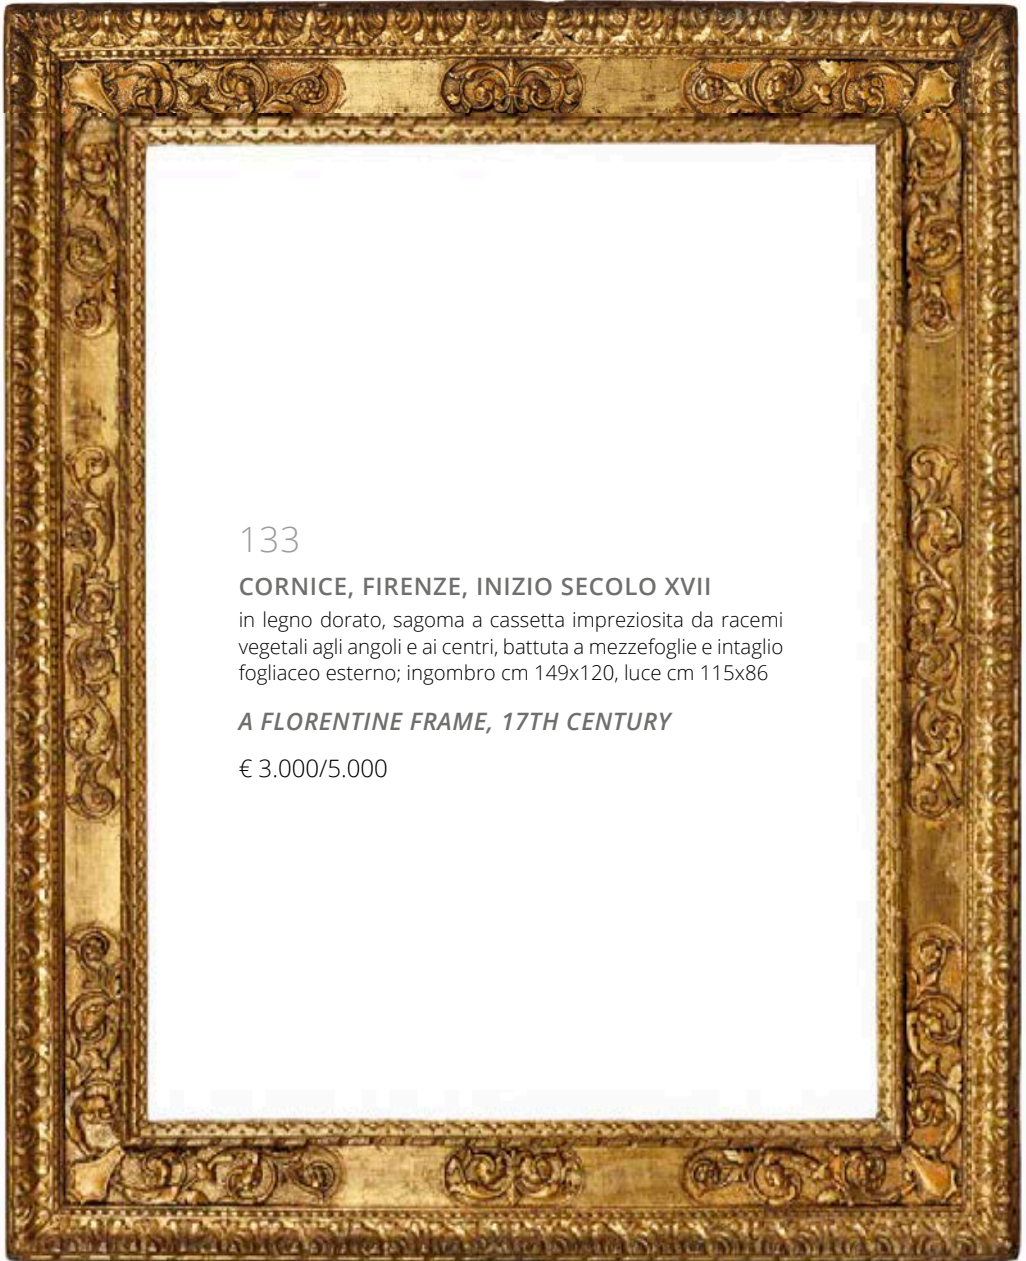 133
CORNICE, FIRENZE, INIZIO SECOLO XVII
in legno dorato, sagoma a cassetta impreziosita da racemi
vegetali agli angoli e ai centri, battuta a mezzefoglie e intaglio
fogliaceo esterno; ingombro cm 149x120, luce cm 115x86
A FLORENTINE FRAME, 17TH CENTURY
€ 3.000/5.000